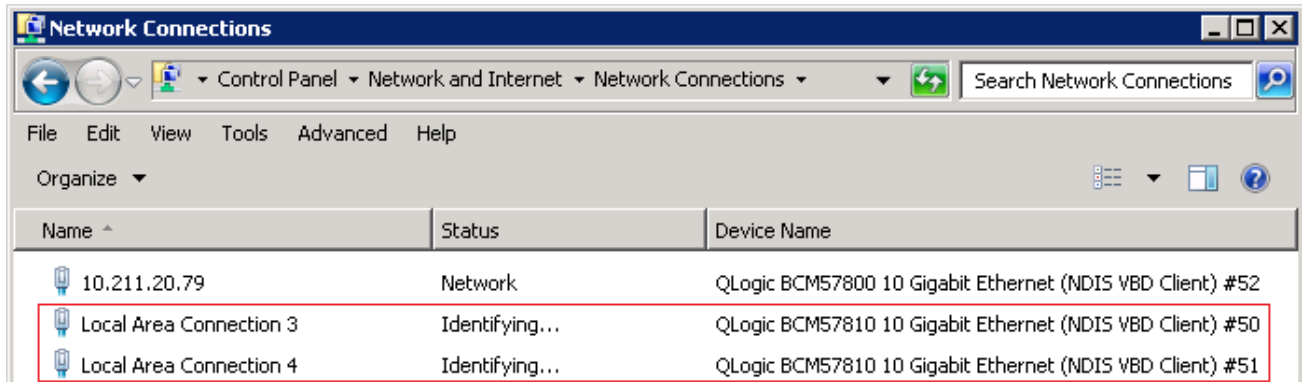 Network Connections
Control Panel Network and Internet Network Connections Search Network Connections
File Edit View Tools Advanced Help
Organize
Name Status Device Name
10.211.20.79 Network QLogic BCM57800 10 Gigabit Ethernet (NDIS VBD Client) #52
Local Area Connection 3 Identifying... QLogic BCM57810 10 Gigabit Ethernet (NDIS VBD Client) #50
Local Area Connection 4 Identifying... QLogic BCM57810 10 Gigabit Ethernet (NDIS VBD Client) #51